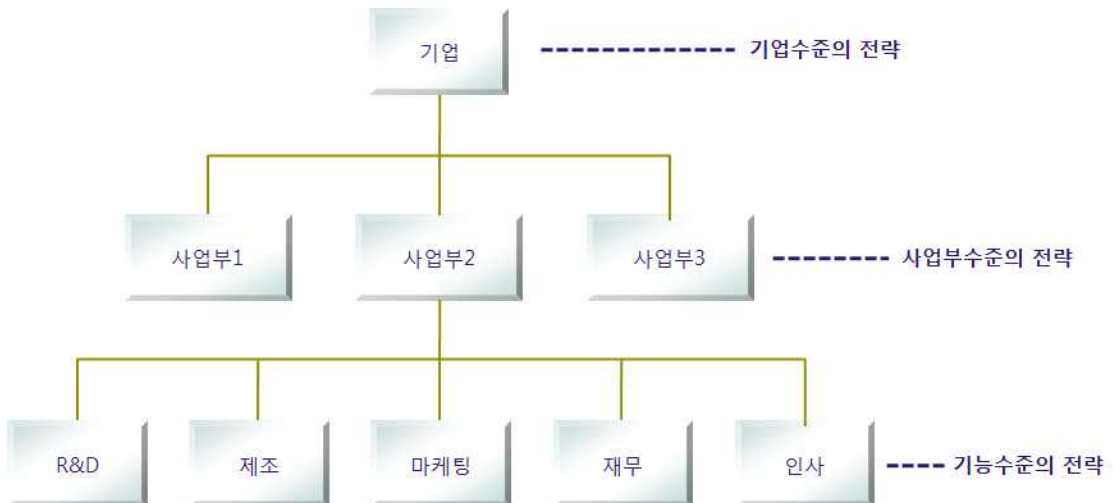 기업
기업수준의 전략
사업부1
사업부2
사업부3
사업부수준의 전략
R&D
제조
마케팅
재무
인사
기능수준의 전략